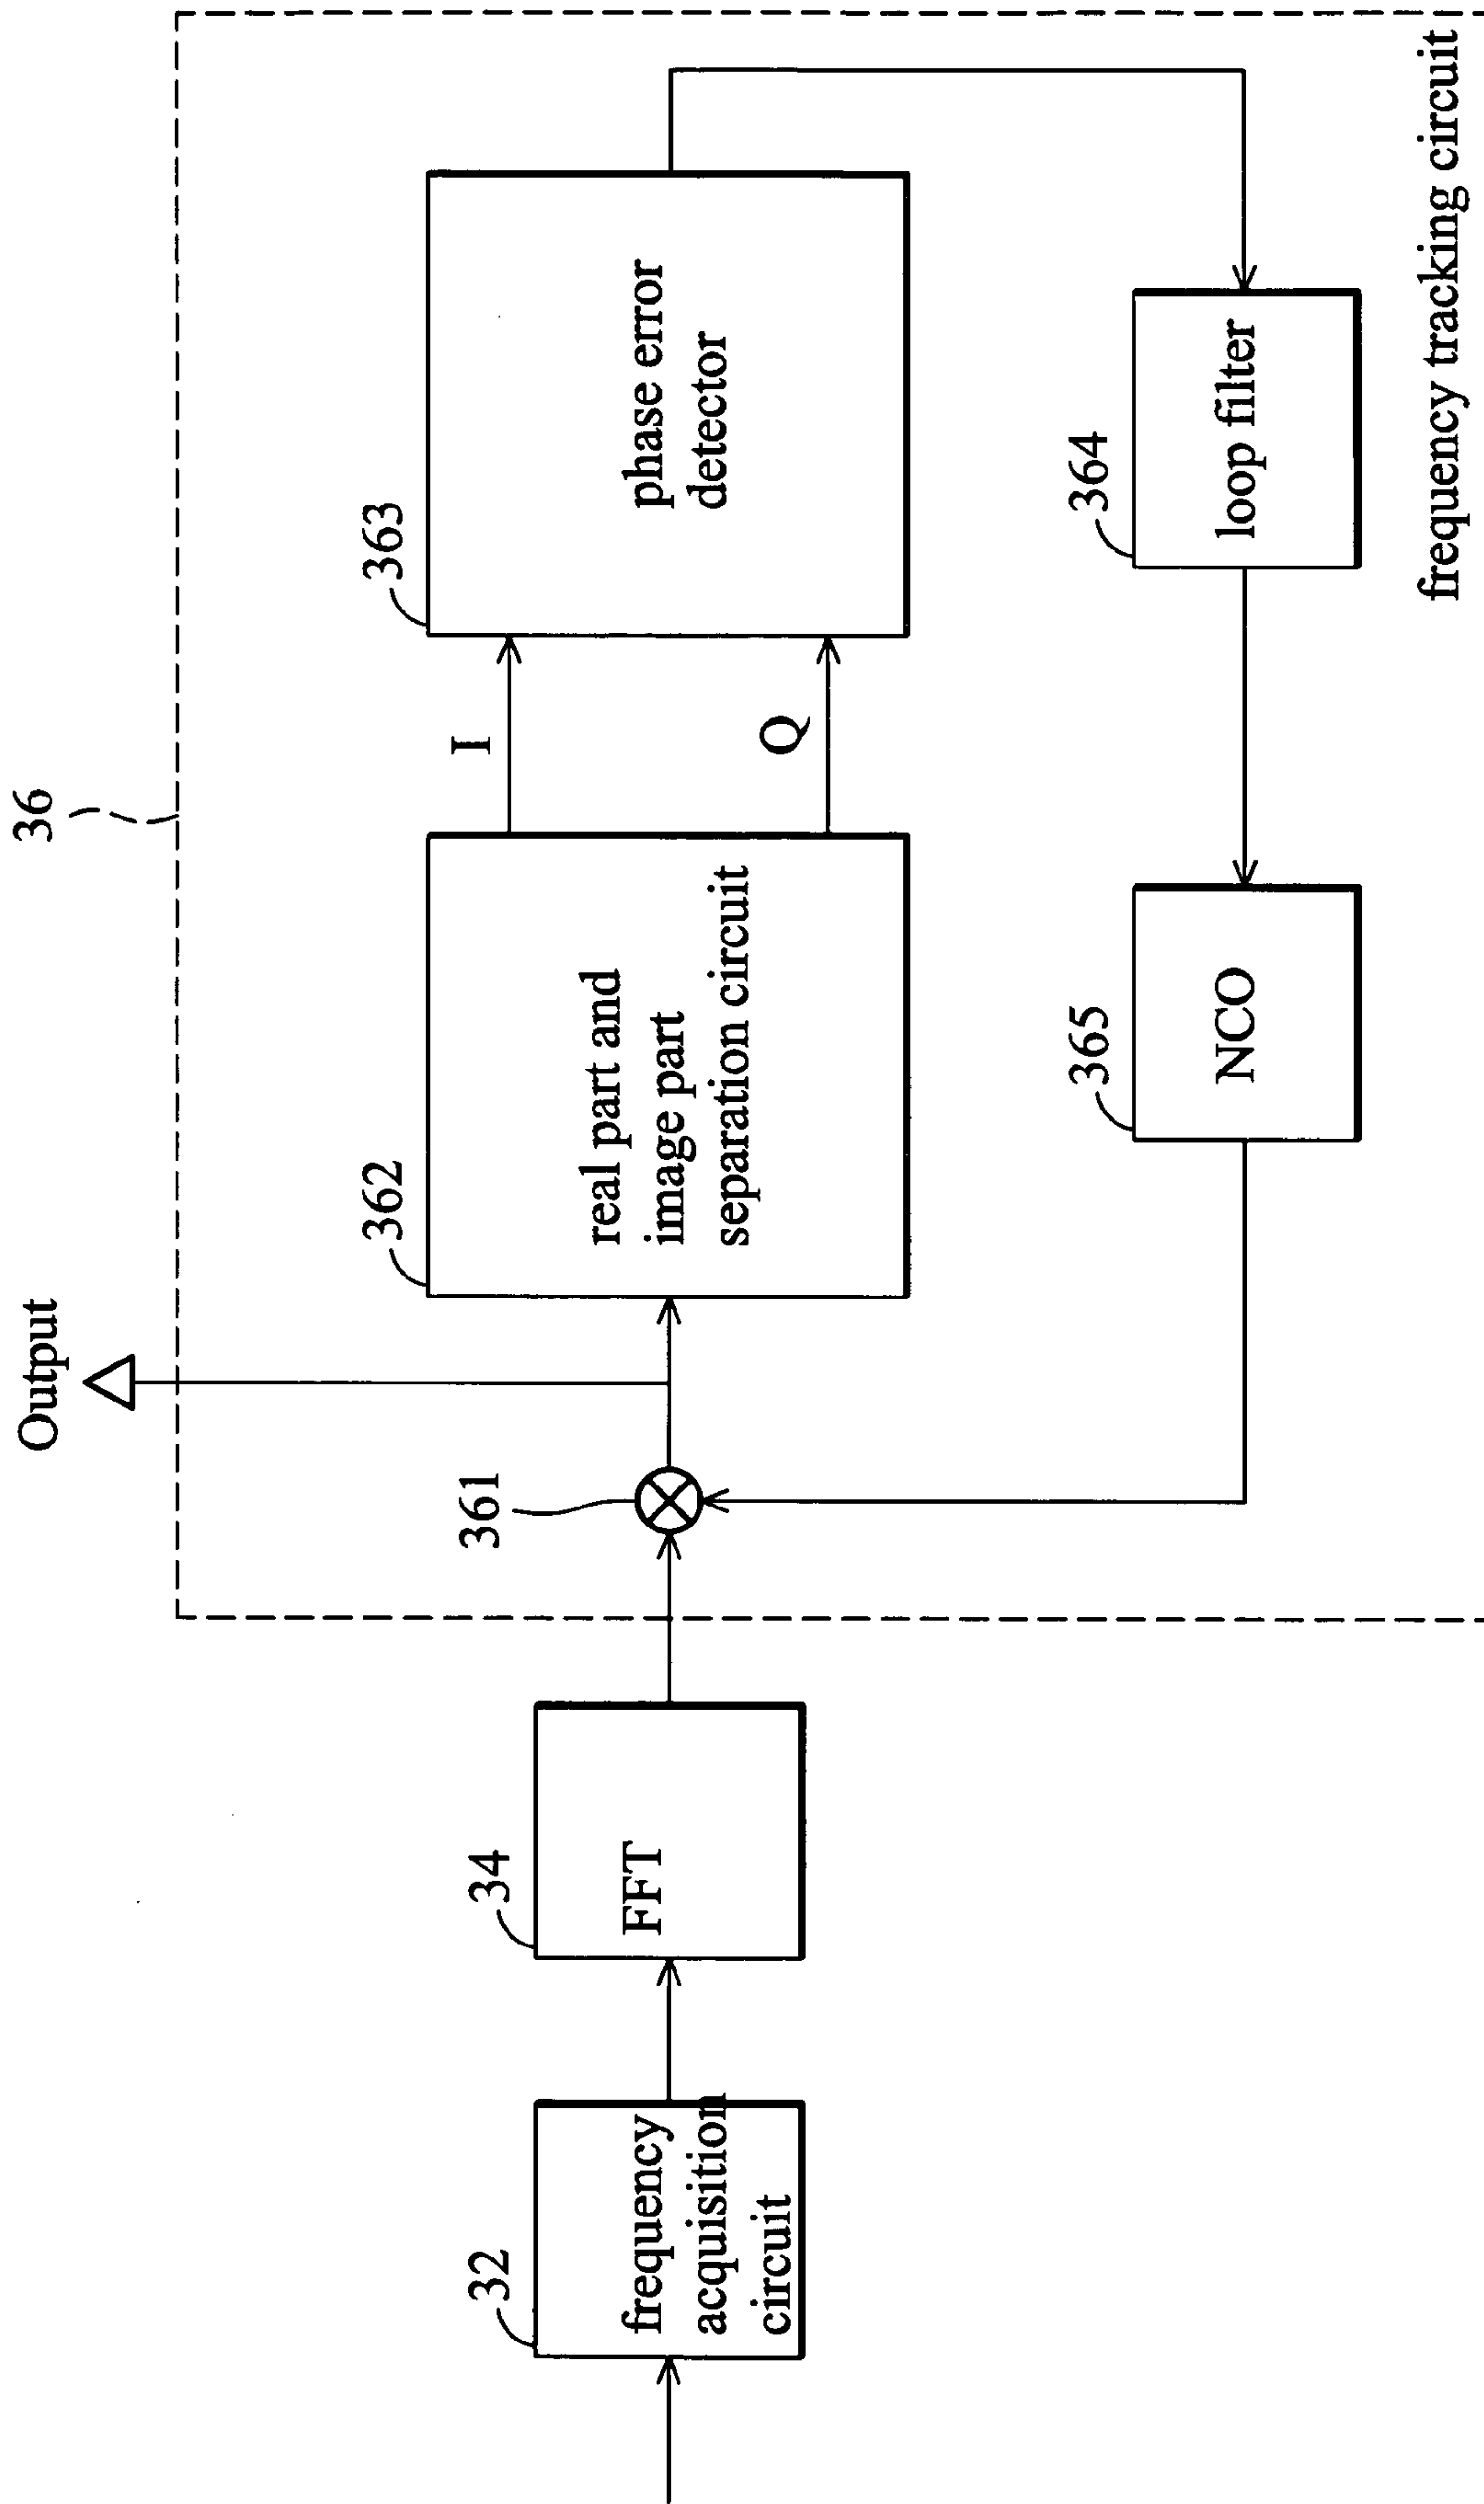 Output
36
32
frequency
acquisition
circuit
34
FFT
361
362
real part and
image part
separation circuit
I
Q
363
phase error
detector
365
NCO
364
loop filter
frequency tracking circuit